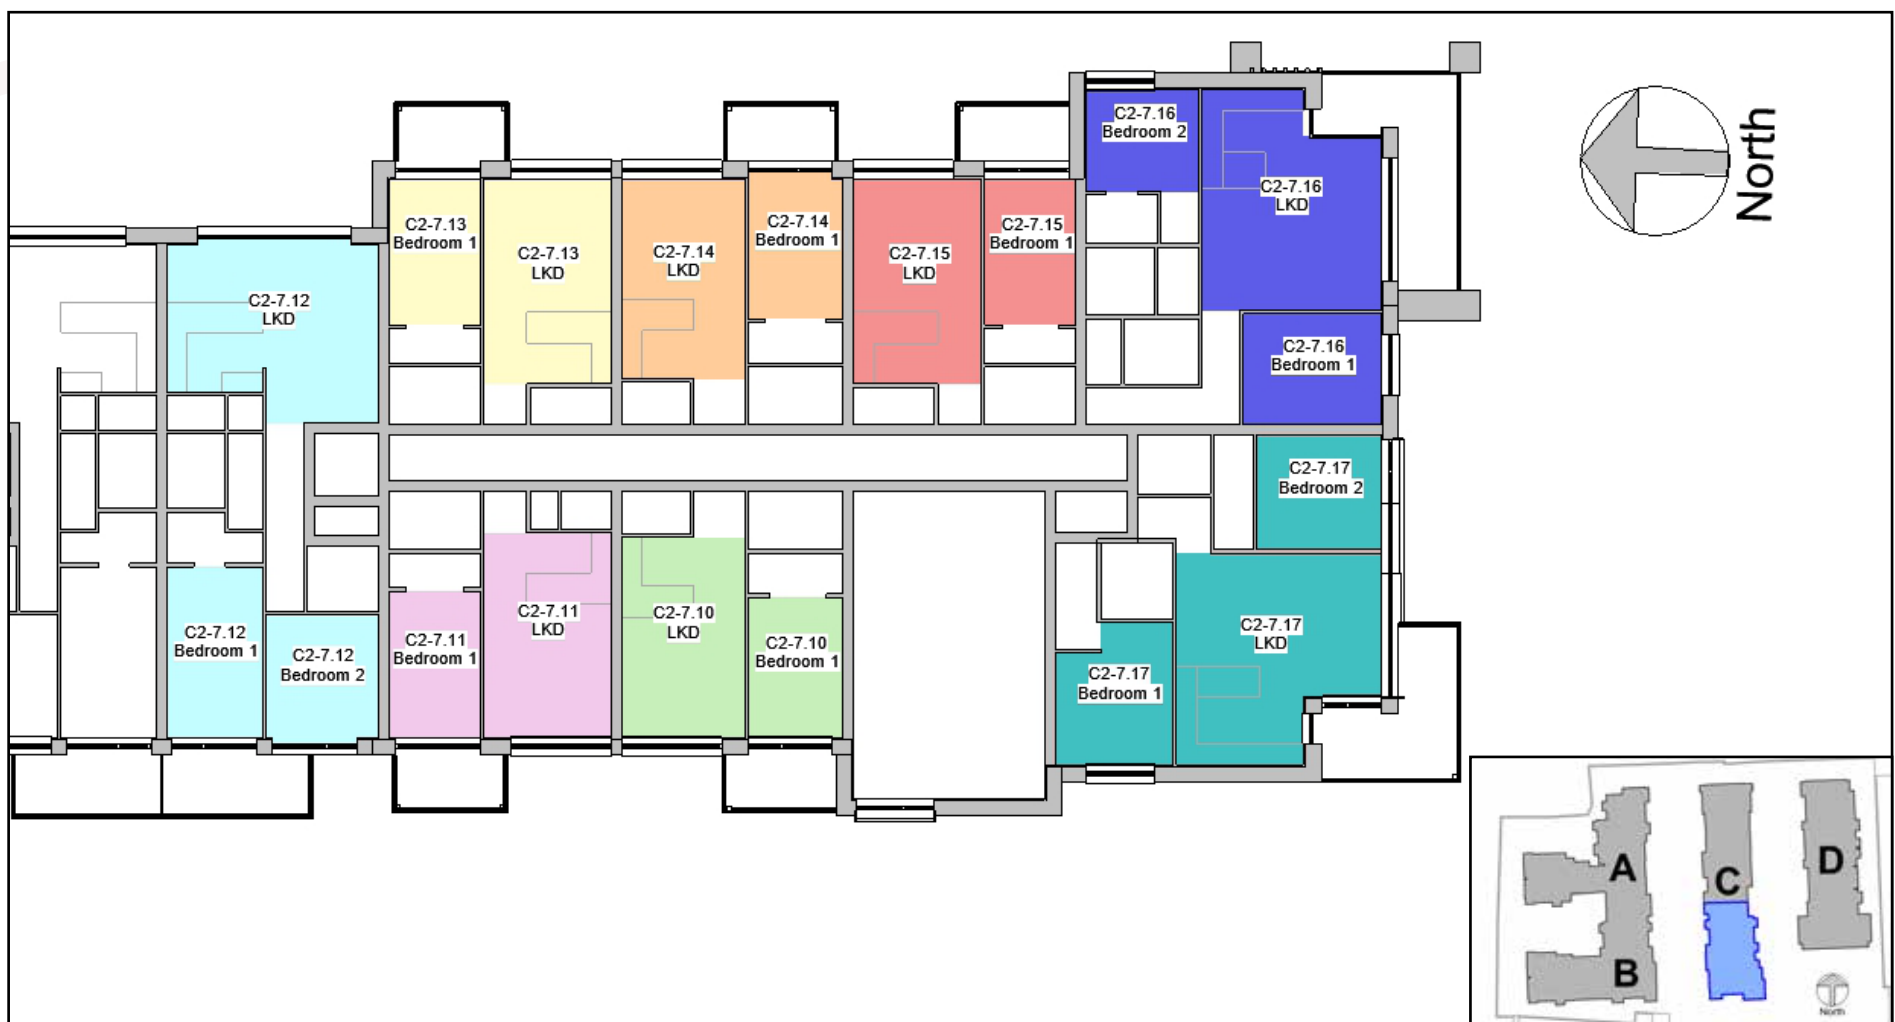 C2-7.16
Bedroom 2
C2-7.16
LKD
C2-7.13
Bedroom 1
C2-7.13
LKD
C2-7.14
LKD
C2-7.14
Bedroom 1
C2-7.15
LKD
C2-7.15
Bedroom 1
C2-7.12
LKD
C2-7.16
Bedroom 1
C2-7.17
Bedroom 2
C2-7.12
Bedroom 1
C2-7.12
Bedroom 2
C2-7.11
Bedroom 1
C2-7.11
LKD
C2-7.10
LKD
C2-7.10
Bedroom 1
C2-7.17
Bedroom 1
C2-7.17
LKD
North
A
C
D
B
North